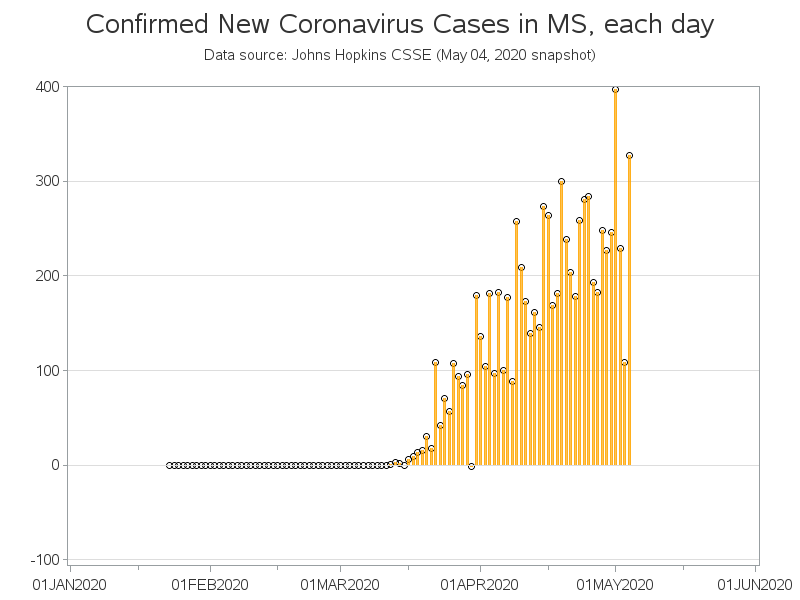 Confirmed New Coronavirus Cases in MS, each day
Data source: Johns Hopkins CSSE (May 04, 2020 snapshot)
400
300
200
100
0
-100
01JAN2020 01FEB2020 01MAR2020 01APR2020 01MAY2020 01JUN2020